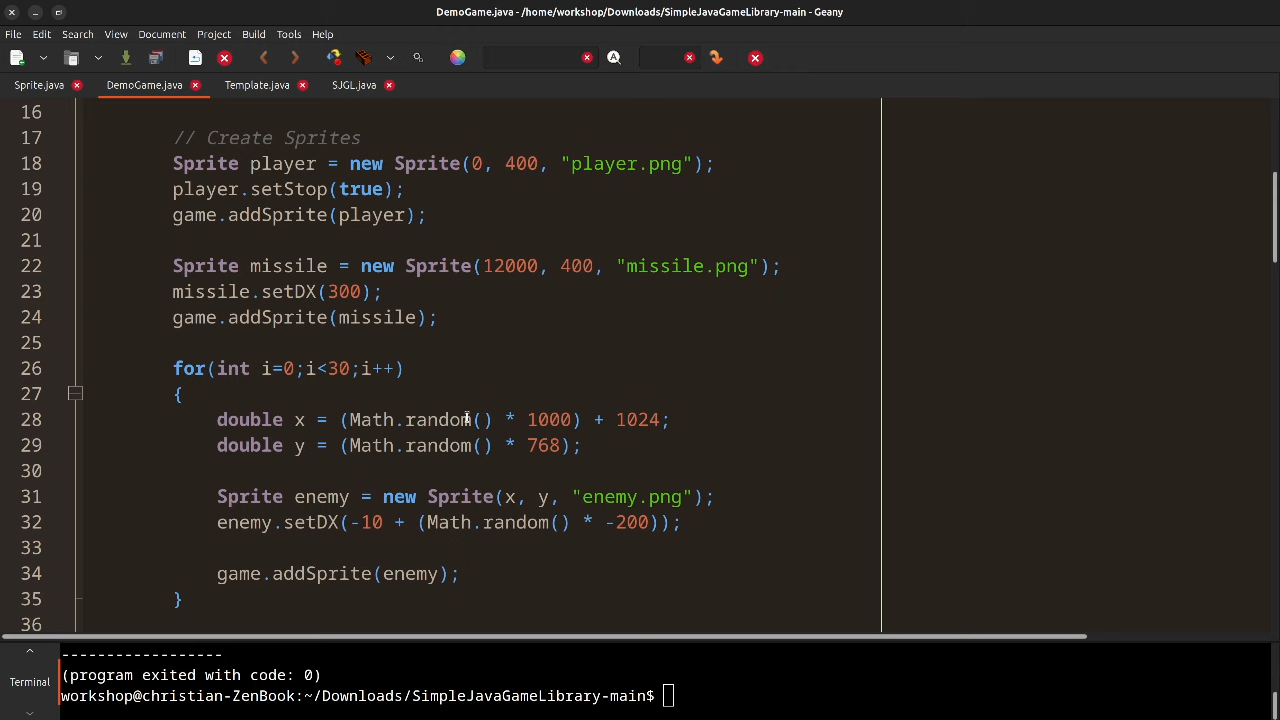 DemoGame.java - /home/workshop/Downloads/SimpleJavaGameLibrary-main - Geany
File Edit Search View Document Project Build Tools Help
Sprite.java DemoGame.java Template.java SJGL.java
16
17 // Create Sprites
18 Sprite player = new Sprite(0, 400, "player.png");
19 player.setStop(true);
20 game.addSprite(player);
21
22 Sprite missile = new Sprite(12000, 400, "missile.png");
23 missile.setDX(300);
24 game.addSprite(missile);
25
26 for(int i=0;i<30;i++)
27 {
28 double x = (Math.random() * 1000) + 1024;
29 double y = (Math.random() * 768);
30
31 Sprite enemy = new Sprite(x, y, "enemy.png");
32 enemy.setDX(-10 + (Math.random() * -200));
33
34 game.addSprite(enemy);
35 }
36
------------------
(program exited with code: 0)
Terminal
workshop@christian-ZenBook:~/Downloads/SimpleJavaGameLibrary-main$